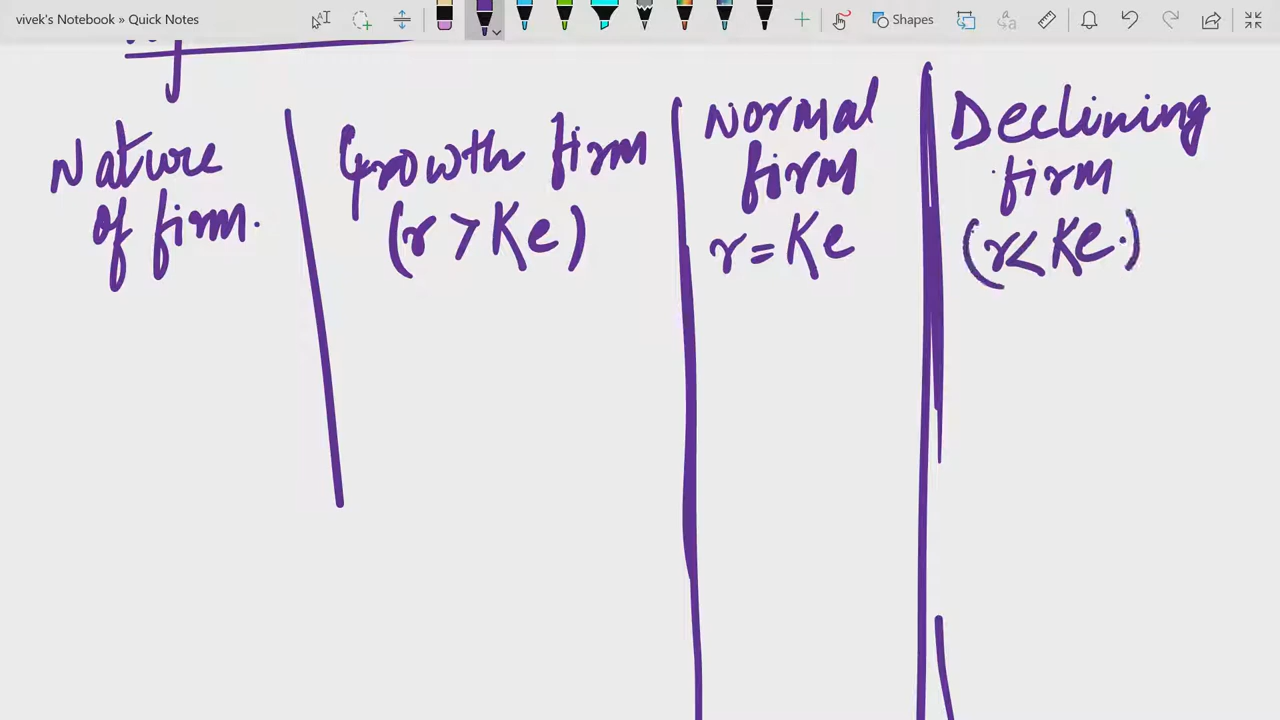 vivek's Notebook » Quick Notes
Shapes
Nature
of firm.
Growth firm
(r > Ke)
Normal
firm
r = Ke
Declining
firm
(r < Ke.)